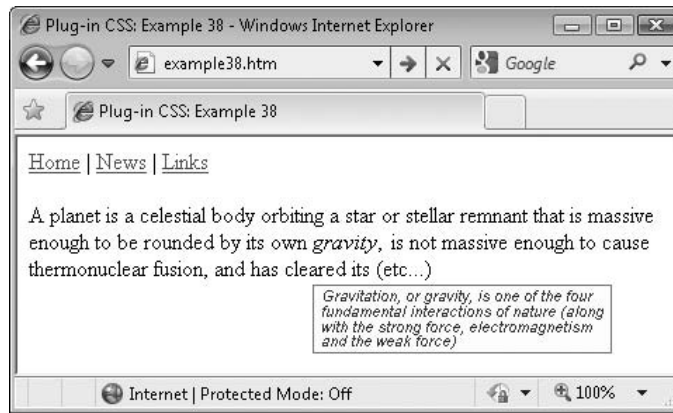 Plug-in CSS: Example 38 - Windows Internet Explorer
example38.htm
Google
Plug-in CSS: Example 38
Home | News | Links
A planet is a celestial body orbiting a star or stellar remnant that is massive
enough to be rounded by its own gravity, is not massive enough to cause
thermonuclear fusion, and has cleared its (etc...)
Gravitation, or gravity, is one of the four
fundamental interactions of nature (along
with the strong force, electromagnetism
and the weak force)
Internet | Protected Mode: Off
100%